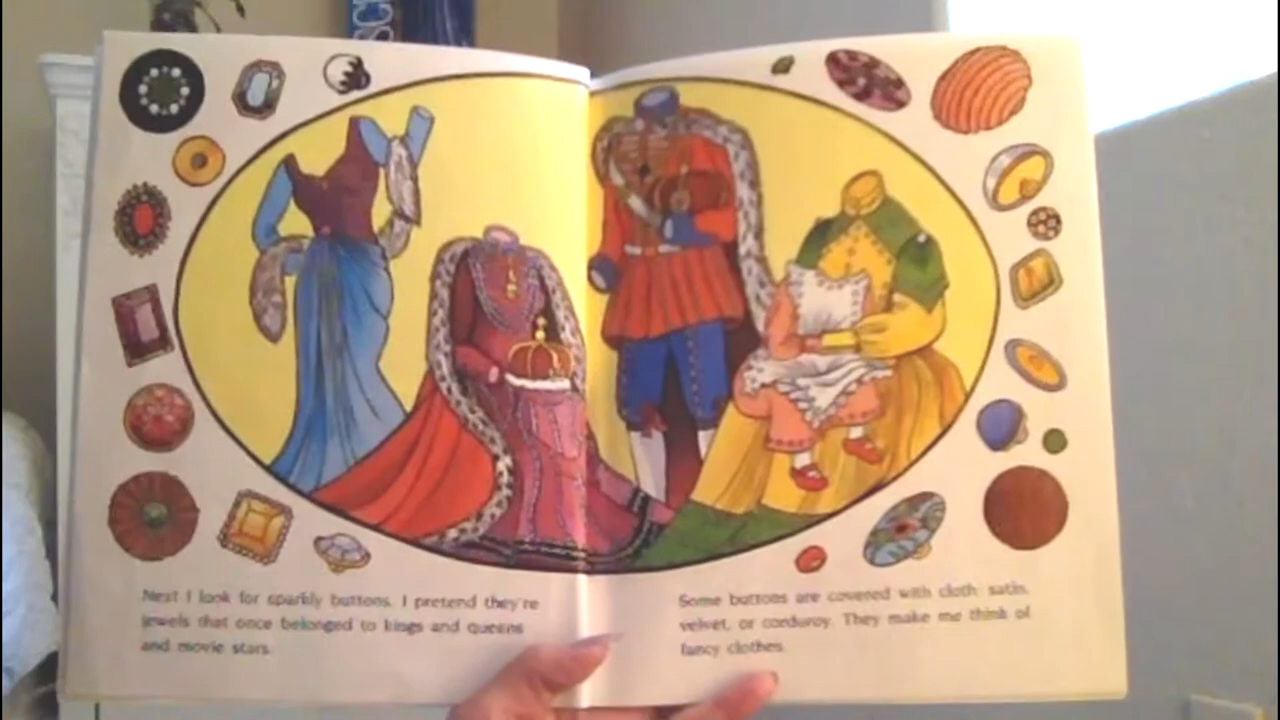 SC
Next I look for sparkly buttons. I pretend they're
jewels that once belonged to kings and queens
and movie stars.
Some buttons are covered with cloth: satin,
velvet, or corduroy. They make me think of
fancy clothes.